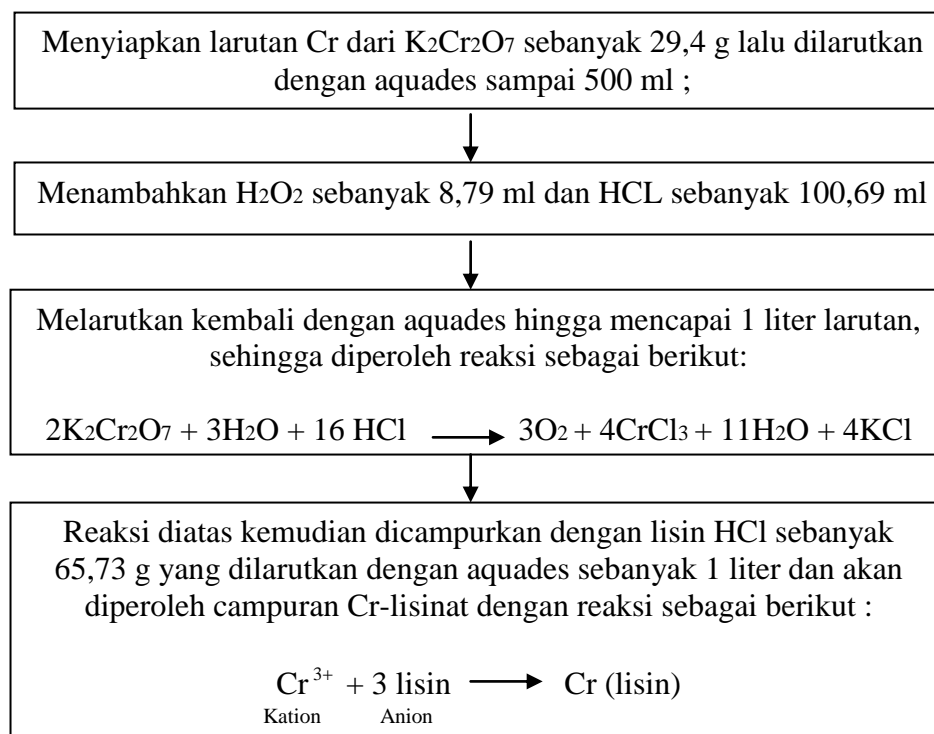 Menyiapkan larutan Cr dari K2Cr2O7 sebanyak 29,4 g lalu dilarutkan
dengan aquades sampai 500 ml ;
Menambahkan H2O2 sebanyak 8,79 ml dan HCL sebanyak 100,69 ml
Melarutkan kembali dengan aquades hingga mencapai 1 liter larutan,
sehingga diperoleh reaksi sebagai berikut:
2K2Cr2O7 + 3H2O + 16 HCl → 3O2 + 4CrCl3 + 11H2O + 4KCl
Reaksi diatas kemudian dicampurkan dengan lisin HCl sebanyak
65,73 g yang dilarutkan dengan aquades sebanyak 1 liter dan akan
diperoleh campuran Cr-lisinat dengan reaksi sebagai berikut :
Cr 3+ + 3 lisin → Cr (lisin)
Kation Anion